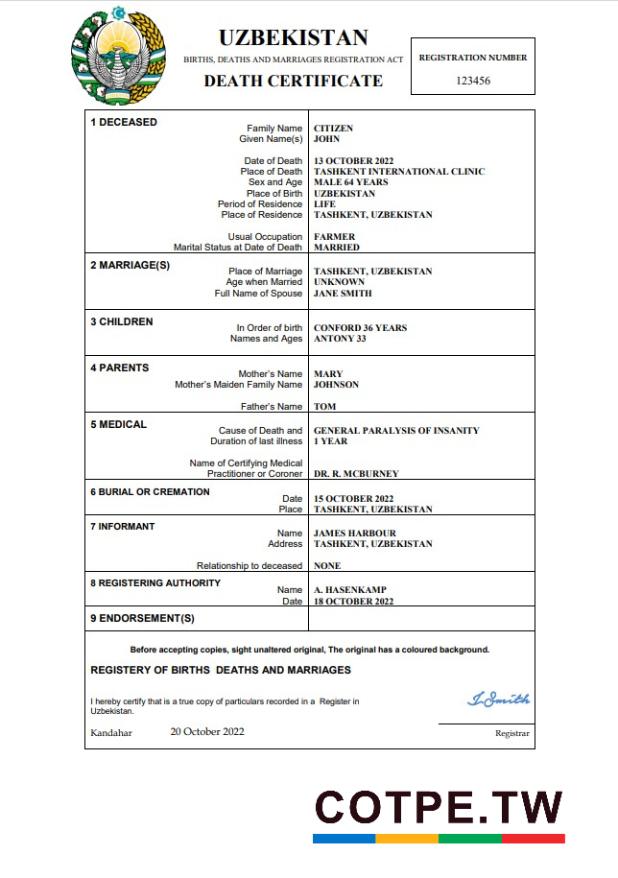 UZBEKISTAN
BIRTHS, DEATHS AND MARRIAGES REGISTRATION ACT
DEATH CERTIFICATE
REGISTRATION NUMBER
123456
1 DECEASED
Family Name CITIZEN
Given Name(s) JOHN
Date of Death 13 OCTOBER 2022
Place of Death TASHKENT INTERNATIONAL CLINIC
Sex and Age MALE 64 YEARS
Place of Birth UZBEKISTAN
Period of Residence LIFE
Place of Residence TASHKENT, UZBEKISTAN
Usual Occupation FARMER
Marital Status at Date of Death MARRIED
2 MARRIAGE(S)
Place of Marriage TASHKENT, UZBEKISTAN
Age when Married UNKNOWN
Full Name of Spouse JANE SMITH
3 CHILDREN
In Order of birth CONFORD 36 YEARS
Names and Ages ANTONY 33
4 PARENTS
Mother's Name MARY
Mother's Maiden Family Name JOHNSON
Father's Name TOM
5 MEDICAL
Cause of Death and GENERAL PARALYSIS OF INSANITY
Duration of last illness 1 YEAR
Name of Certifying Medical
Practitioner or Coroner DR. R. MCBURNEY
6 BURIAL OR CREMATION
Date 15 OCTOBER 2022
Place TASHKENT, UZBEKISTAN
7 INFORMANT
Name JAMES HARBOUR
Address TASHKENT, UZBEKISTAN
Relationship to deceased NONE
8 REGISTERING AUTHORITY
Name A. HASENKAMP
Date 18 OCTOBER 2022
9 ENDORSEMENT(S)
Before accepting copies, sight unaltered original, The original has a coloured background.
REGISTERY OF BIRTHS DEATHS AND MARRIAGES
I hereby certify that is a true copy of particulars recorded in a Register in
Uzbekistan.
I.Smith
Kandahar 20 October 2022
Registrar
COTPE.TW